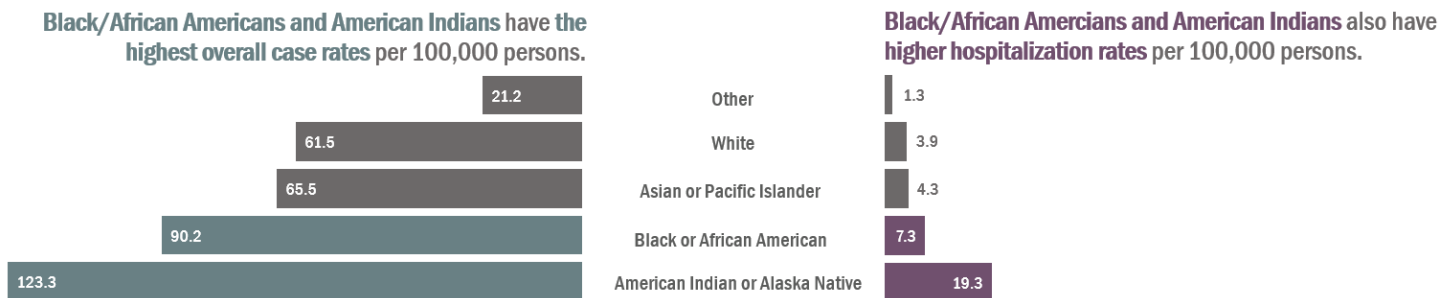 Black/African Americans and American Indians have the
highest overall case rates per 100,000 persons.
Black/African Amercians and American Indians also have
higher hospitalization rates per 100,000 persons.
21.2 Other 1.3
61.5 White 3.9
65.5 Asian or Pacific Islander 4.3
90.2 Black or African American 7.3
123.3 American Indian or Alaska Native 19.3